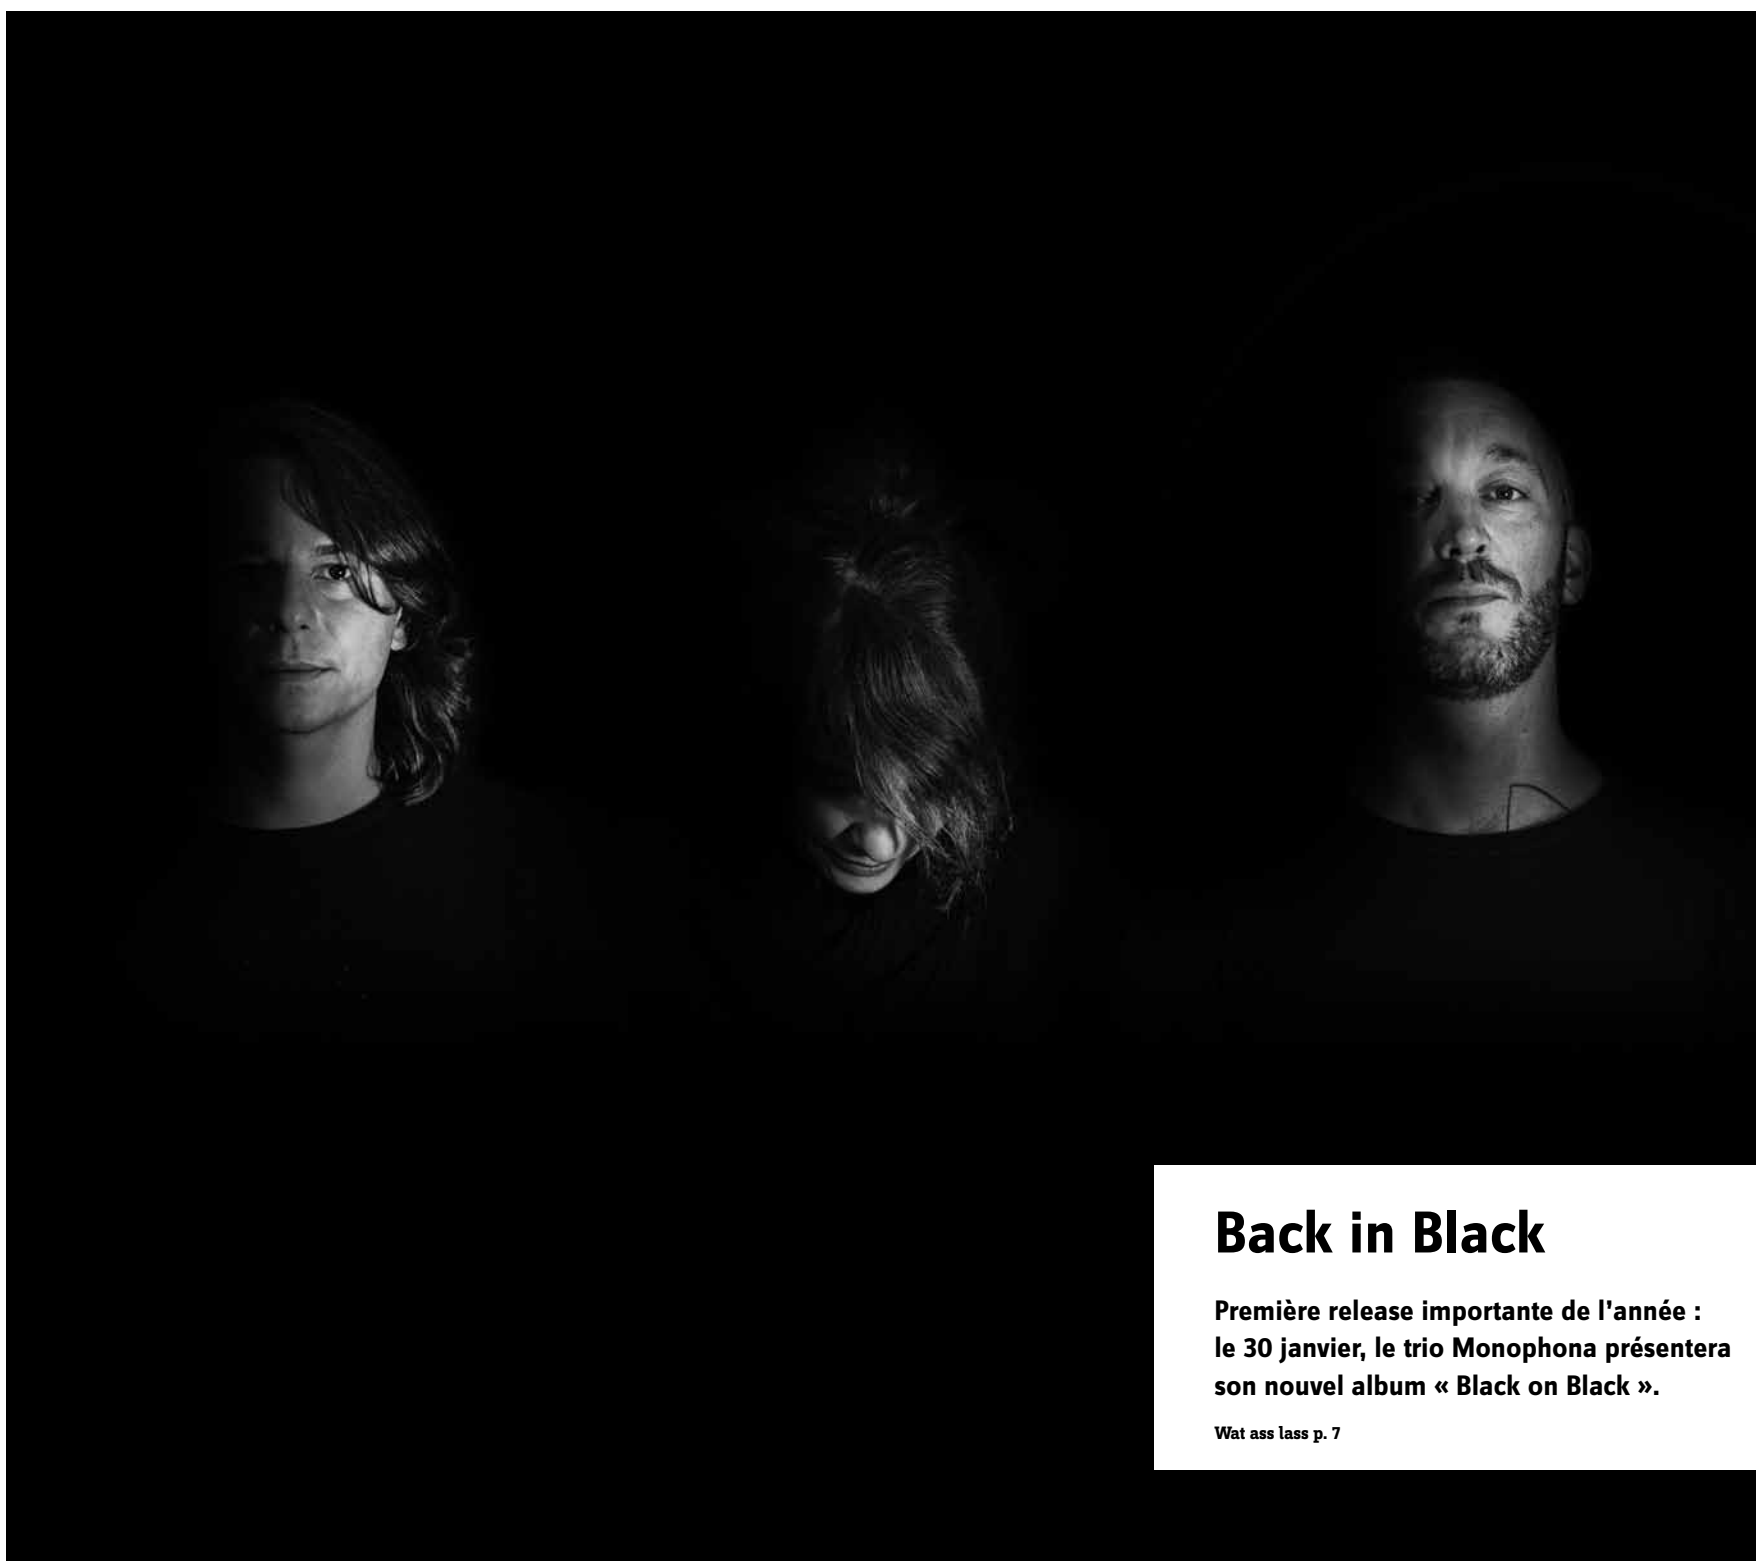 Back in Black
Première release importante de l'année :
le 30 janvier, le trio Monophona présentera
son nouvel album « Black on Black ».
Wat ass lass p. 7